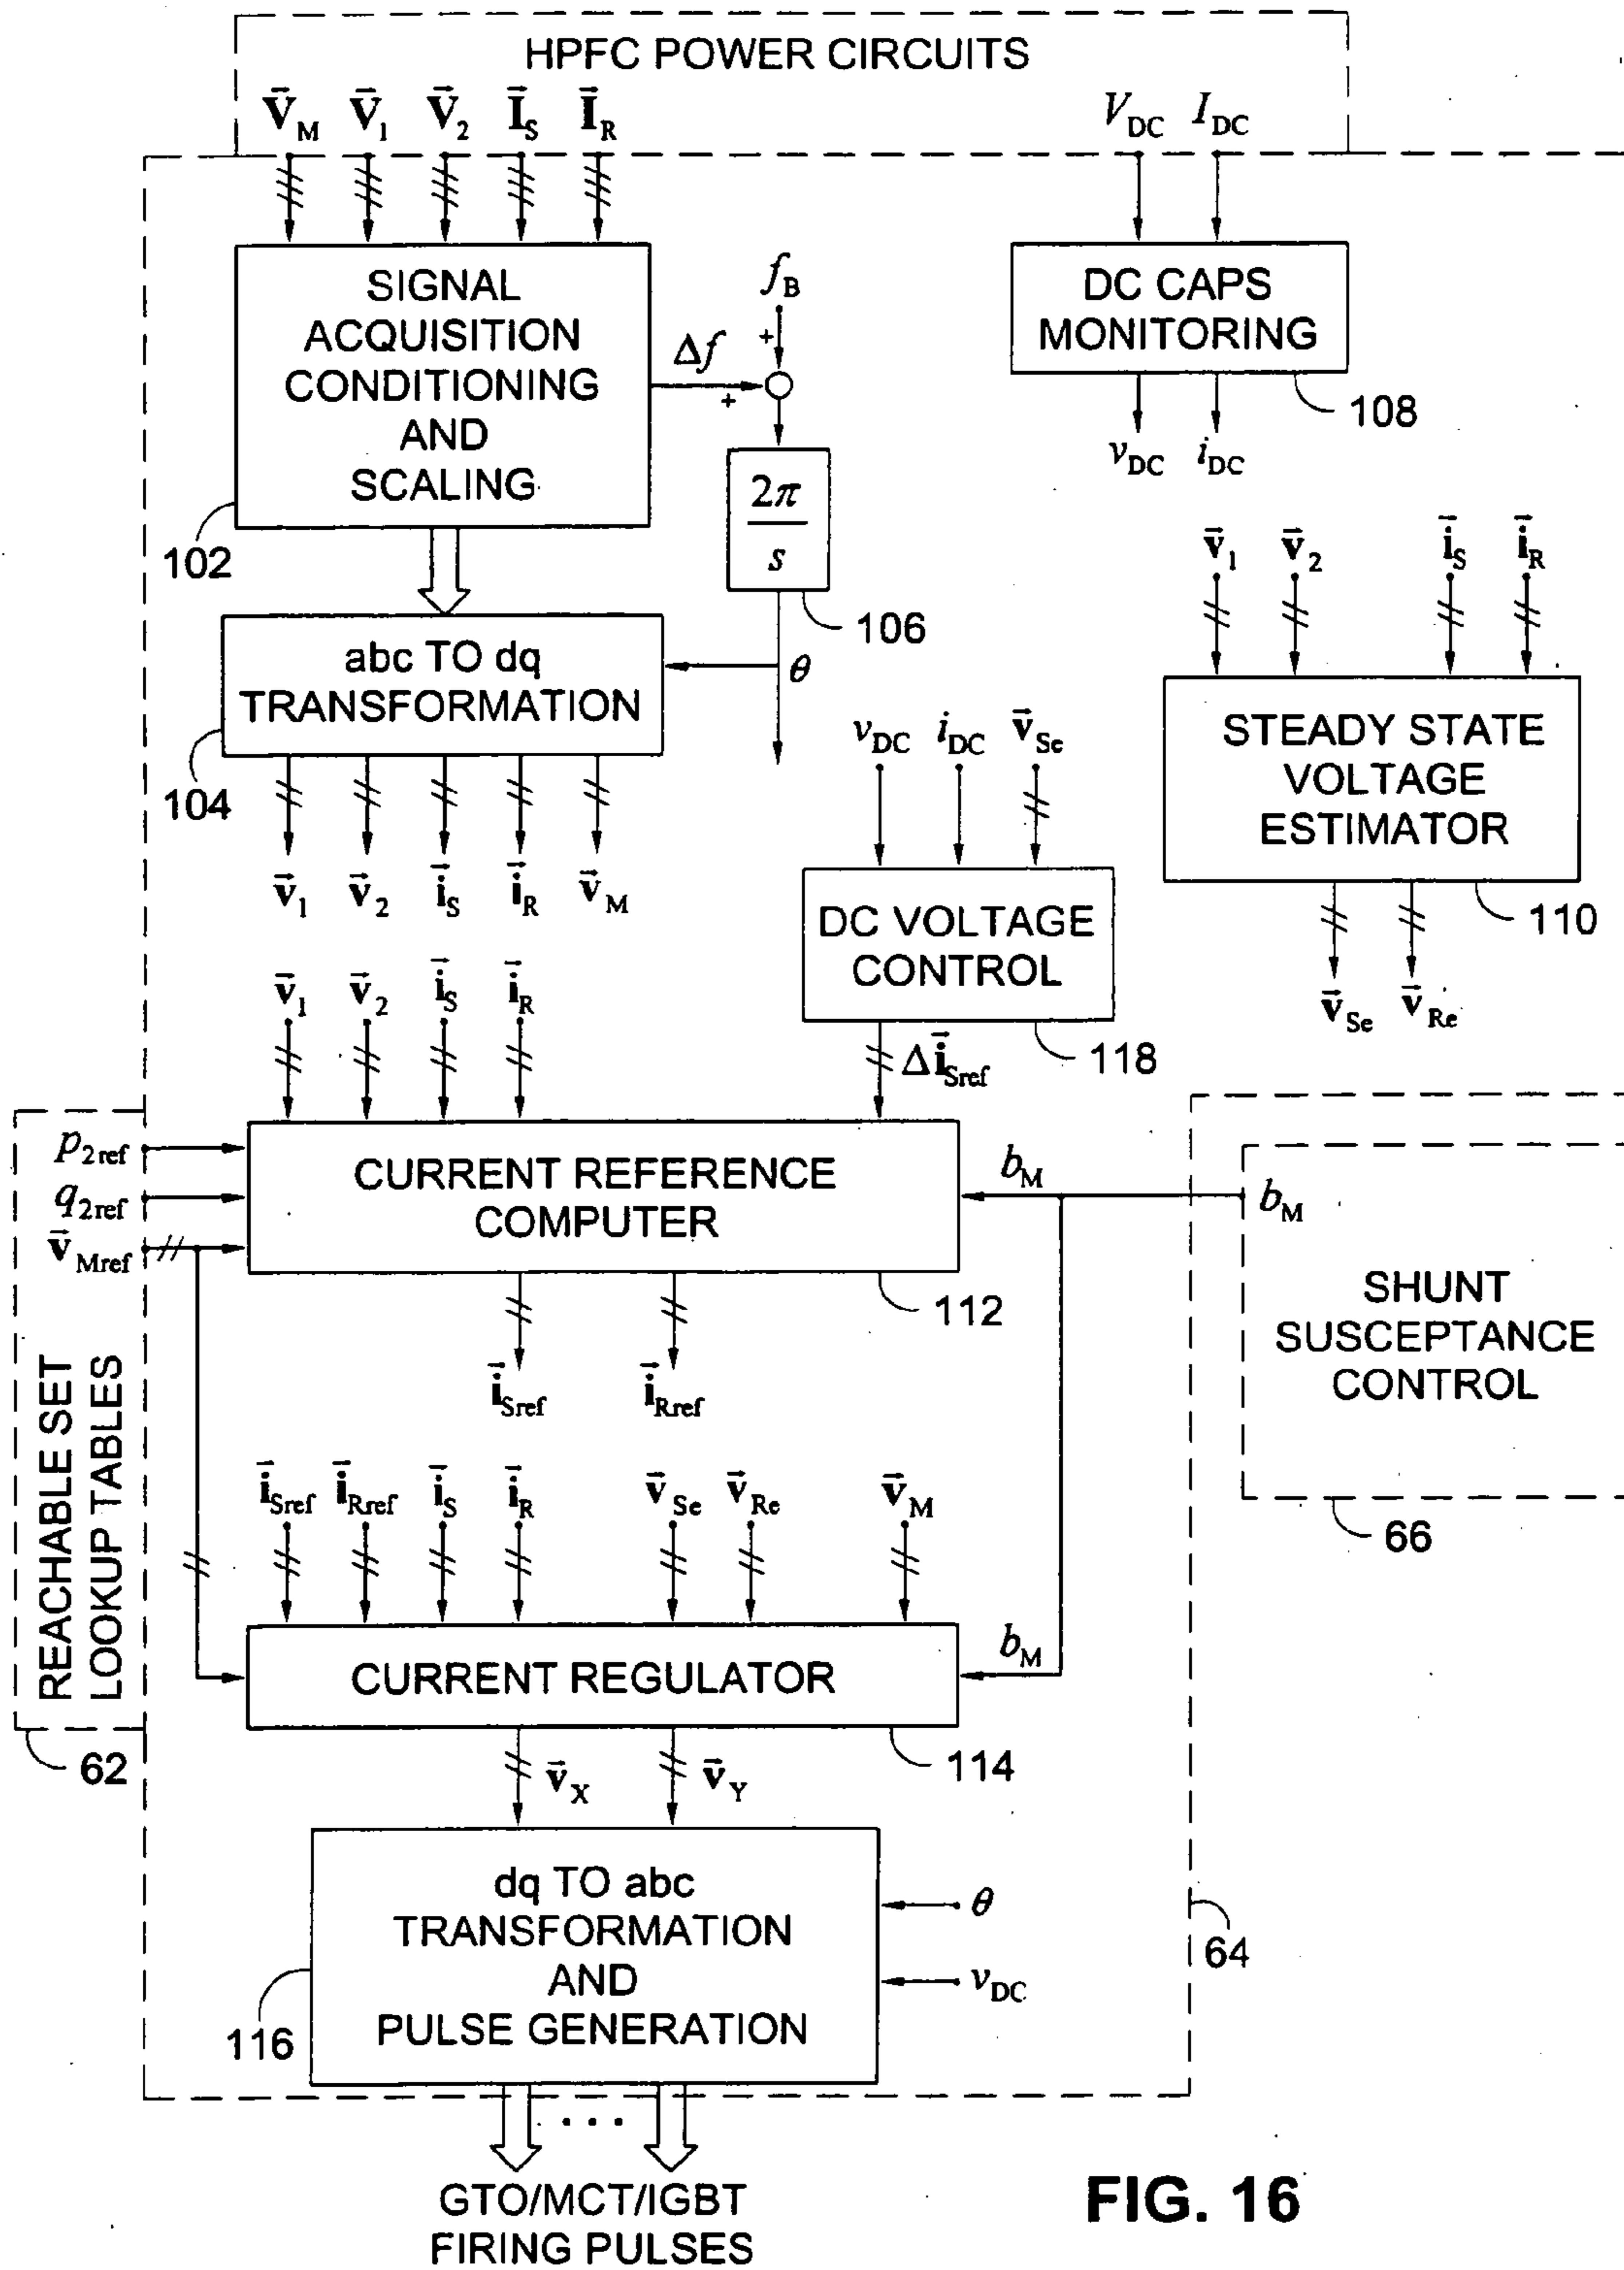 HPFC POWER CIRCUITS
V⃗M V⃗1 V⃗2 I⃗S I⃗R
VDC IDC
SIGNAL
ACQUISITION
CONDITIONING
AND
SCALING
102
Δf
+
fB
+
2π
s
106
θ
DC CAPS
MONITORING
108
vDC iDC
abc TO dq
TRANSFORMATION
104
v⃗1 v⃗2 i⃗S i⃗R v⃗M
v⃗1 v⃗2 i⃗S i⃗R
STEADY STATE
VOLTAGE
ESTIMATOR
110
v⃗Se v⃗Re
vDC iDC v⃗Se
DC VOLTAGE
CONTROL
118
Δi⃗Sref
v⃗1 v⃗2 i⃗S i⃗R
p2ref
q2ref
v⃗Mref
CURRENT REFERENCE
COMPUTER
112
bM
bM
SHUNT
SUSCEPTANCE
CONTROL
66
i⃗Sref i⃗Rref
REACHABLE SET
LOOKUP TABLES
62
i⃗Sref i⃗Rref i⃗S i⃗R v⃗Se v⃗Re v⃗M
CURRENT REGULATOR
bM
114
v⃗X v⃗Y
dq TO abc
TRANSFORMATION
AND
PULSE GENERATION
116
θ
vDC
64
...
GTO/MCT/IGBT
FIRING PULSES
FIG. 16